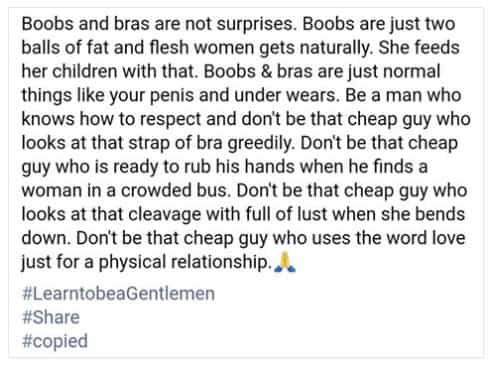 Boobs and bras are not surprises. Boobs are just two
balls of fat and flesh women gets naturally. She feeds
her children with that. Boobs & bras are just normal
things like your penis and under wears. Be a man who
knows how to respect and don't be that cheap guy who
looks at that strap of bra greedily. Don't be that cheap
guy who is ready to rub his hands when he finds a
woman in a crowded bus. Don't be that cheap guy who
looks at that cleavage with full of lust when she bends
down. Don't be that cheap guy who uses the word love
just for a physical relationship.🙏
#LearntobeaGentlemen
#Share
#copied